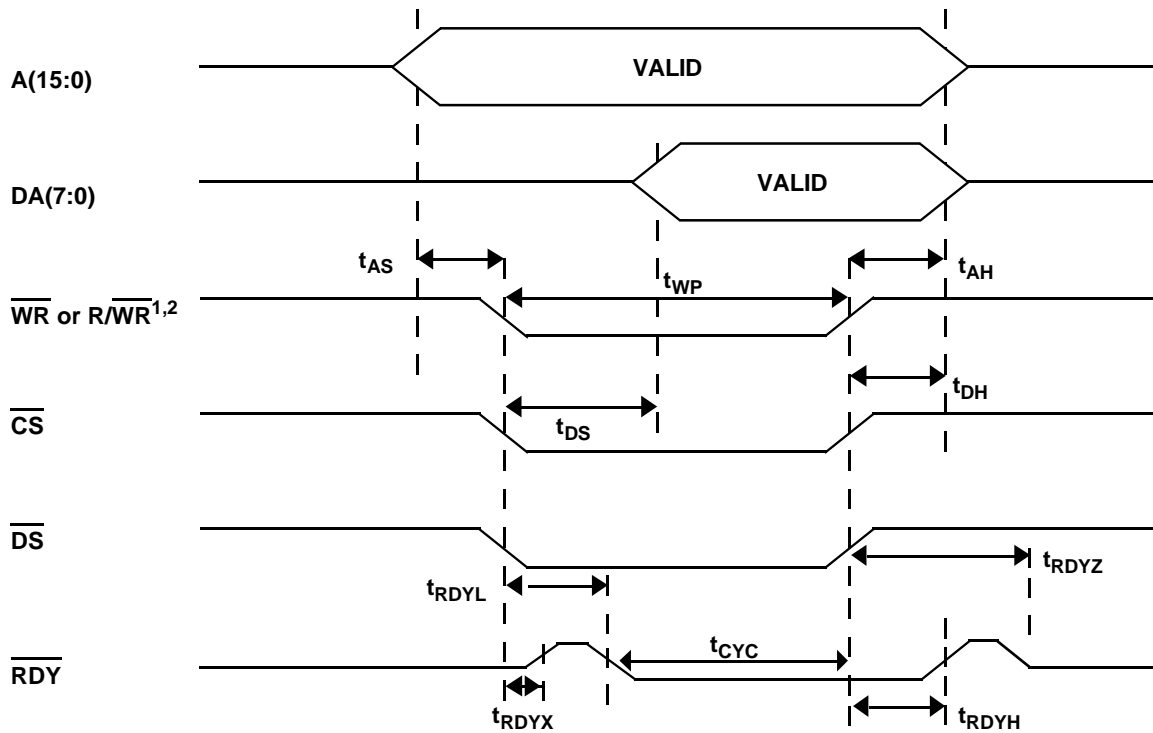 A(15:0)
VALID
DA(7:0)
VALID
tAS
tWP
tAH
WR or R/WR1,2
tDH
CS
tDS
DS
tRDYZ
tRDYL
RDY
tCYC
tRDYX
tRDYH